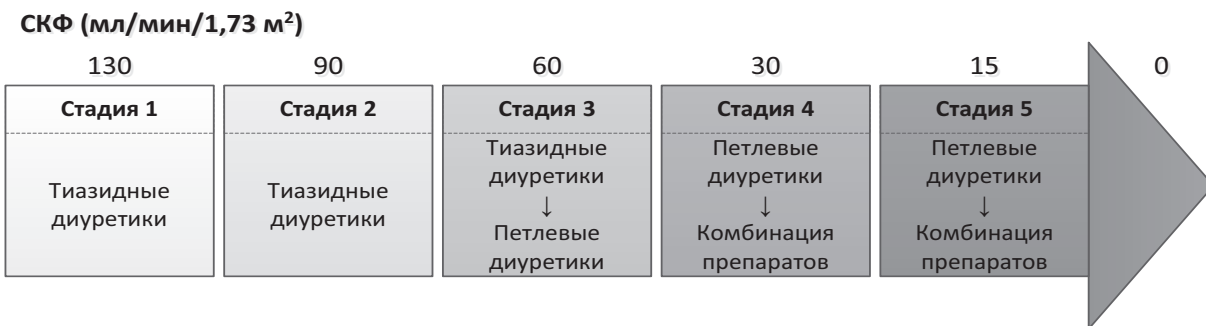 СКФ (мл/мин/1,73 м²)
130 90 60 30 15 0
Стадия 1
Тиазидные
диуретики
Стадия 2
Тиазидные
диуретики
Стадия 3
Тиазидные
диуретики
↓
Петлевые
диуретики
Стадия 4
Петлевые
диуретики
↓
Комбинация
препаратов
Стадия 5
Петлевые
диуретики
↓
Комбинация
препаратов